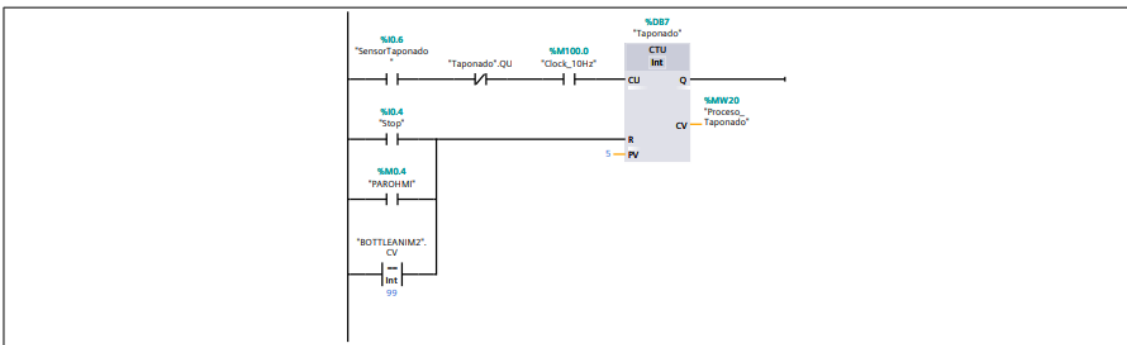 %DB7
"Taponado"
%I0.6
"SensorTaponado
"
"Taponado".QU
%M100.0
"Clock_10Hz"
CTU
Int
CU
Q
%MW20
"Proceso_
Taponado"
CV
%I0.4
"Stop"
R
5
PV
%M0.4
"PAROHMI"
"BOTTLEANIM2".
CV
==
Int
99